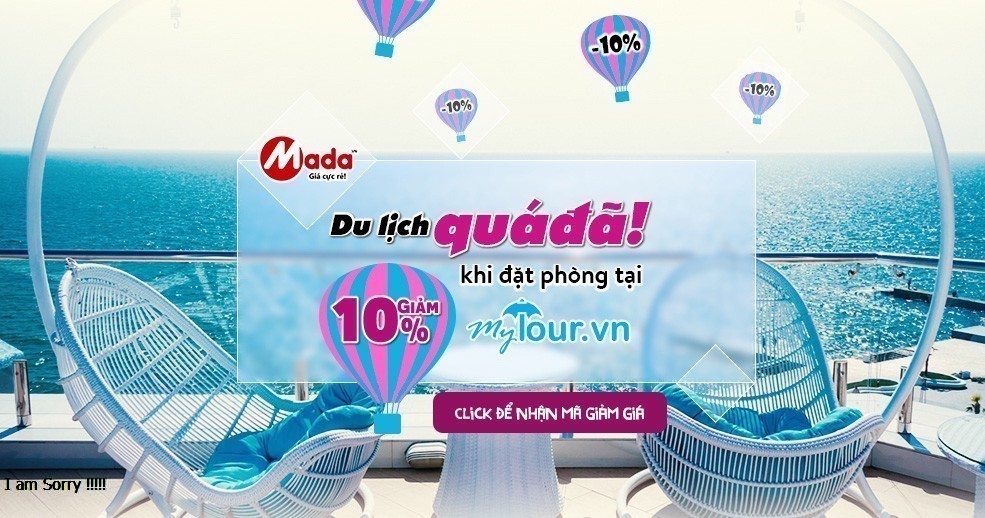 -10%
-10%
-10%
Mada™
Giá cực rẻ!
Du lịch quá đã!
khi đặt phòng tại
10% GIẢM
mytour.vn
CLICK ĐỂ NHẬN MÃ GIẢM GIÁ
I am Sorry !!!!!